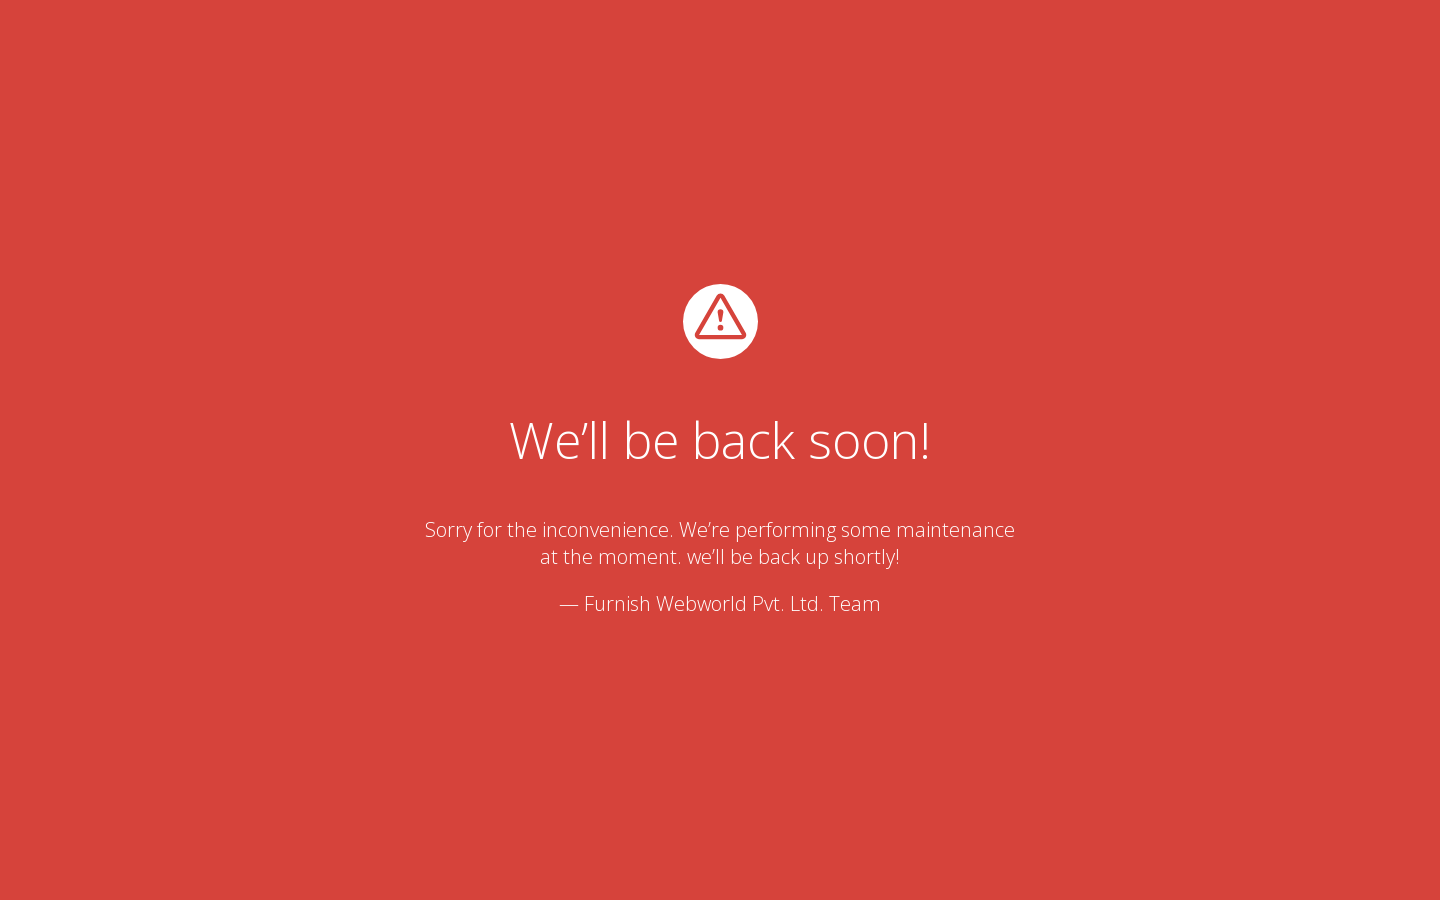 We’ll be back soon!
Sorry for the inconvenience. We’re performing some maintenance
at the moment. we’ll be back up shortly!
— Furnish Webworld Pvt. Ltd. Team